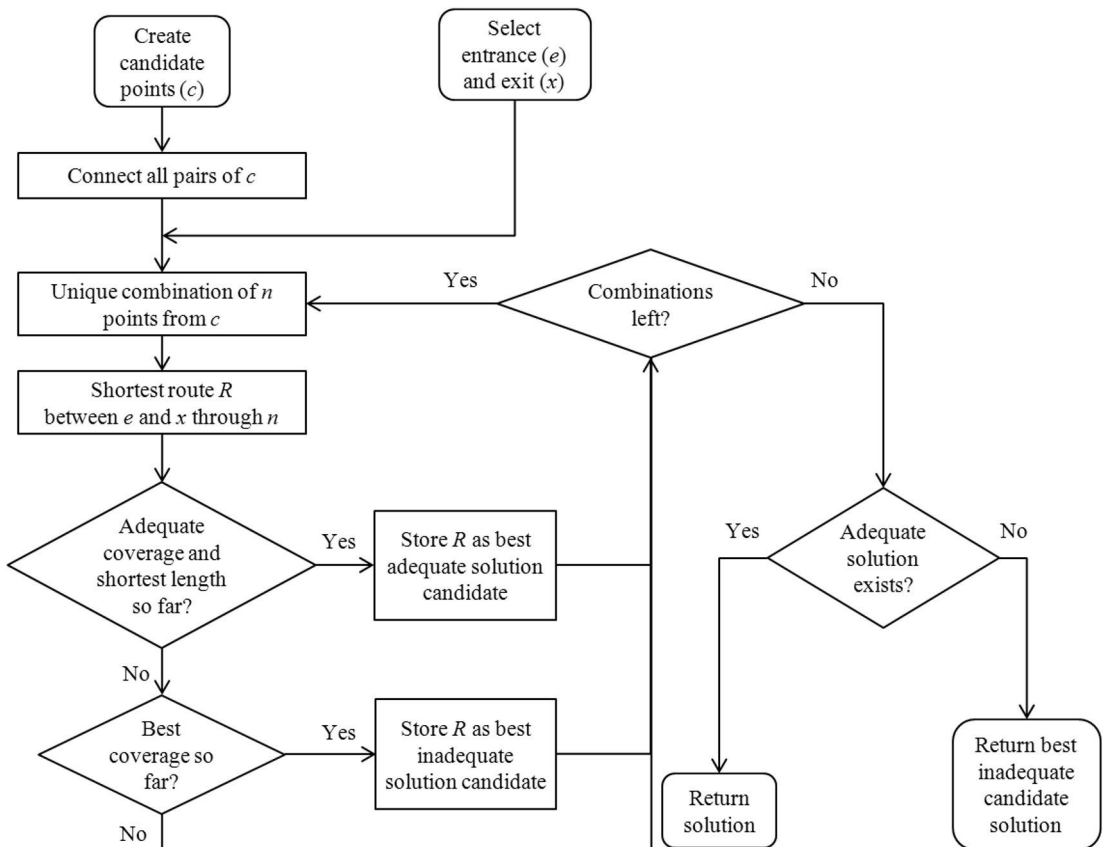 Create
candidate
points (c)
Select
entrance (e)
and exit (x)
Connect all pairs of c
Unique combination of n
points from c
Yes
Combinations
left?
No
Shortest route R
between e and x through n
Adequate
coverage and
shortest length
so far?
Yes
Store R as best
adequate solution
candidate
Yes
Adequate
solution
exists?
No
No
Best
coverage so
far?
Yes
Store R as best
inadequate
solution candidate
No
Return
solution
Return best
inadequate
candidate
solution